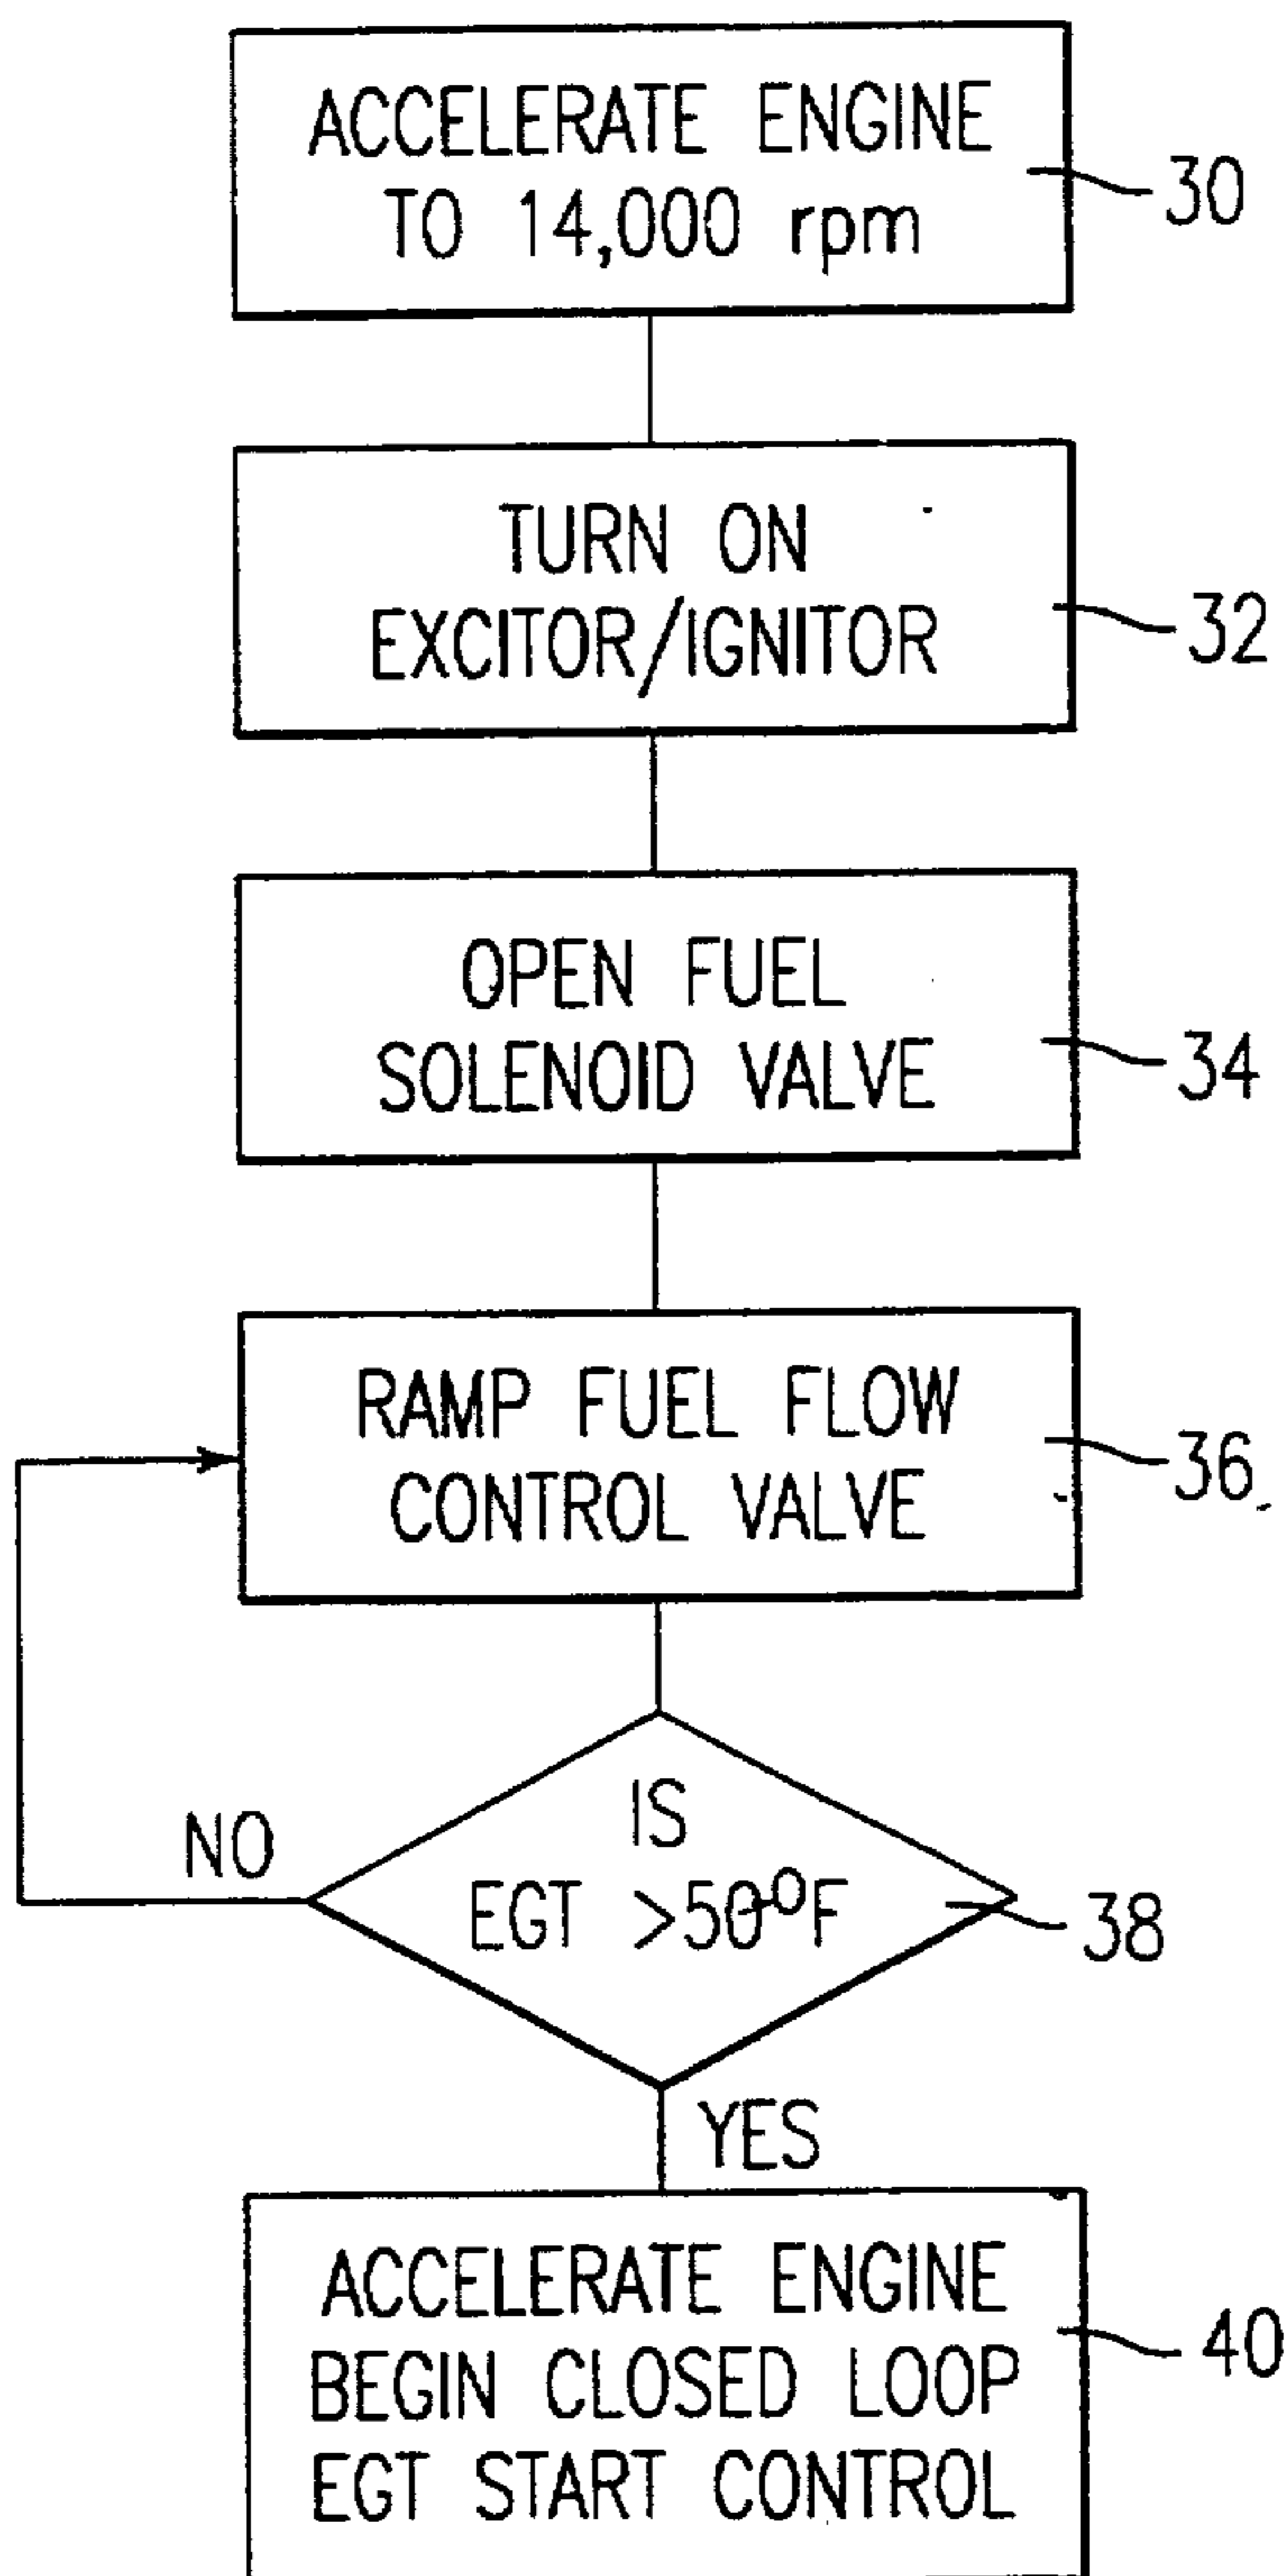 ACCELERATE ENGINE
TO 14,000 rpm
30
TURN ON
EXCITOR/IGNITOR
32
OPEN FUEL
SOLENOID VALVE
34
RAMP FUEL FLOW
CONTROL VALVE
36
IS
EGT >50°F
38
NO
YES
ACCELERATE ENGINE
BEGIN CLOSED LOOP
EGT START CONTROL
40